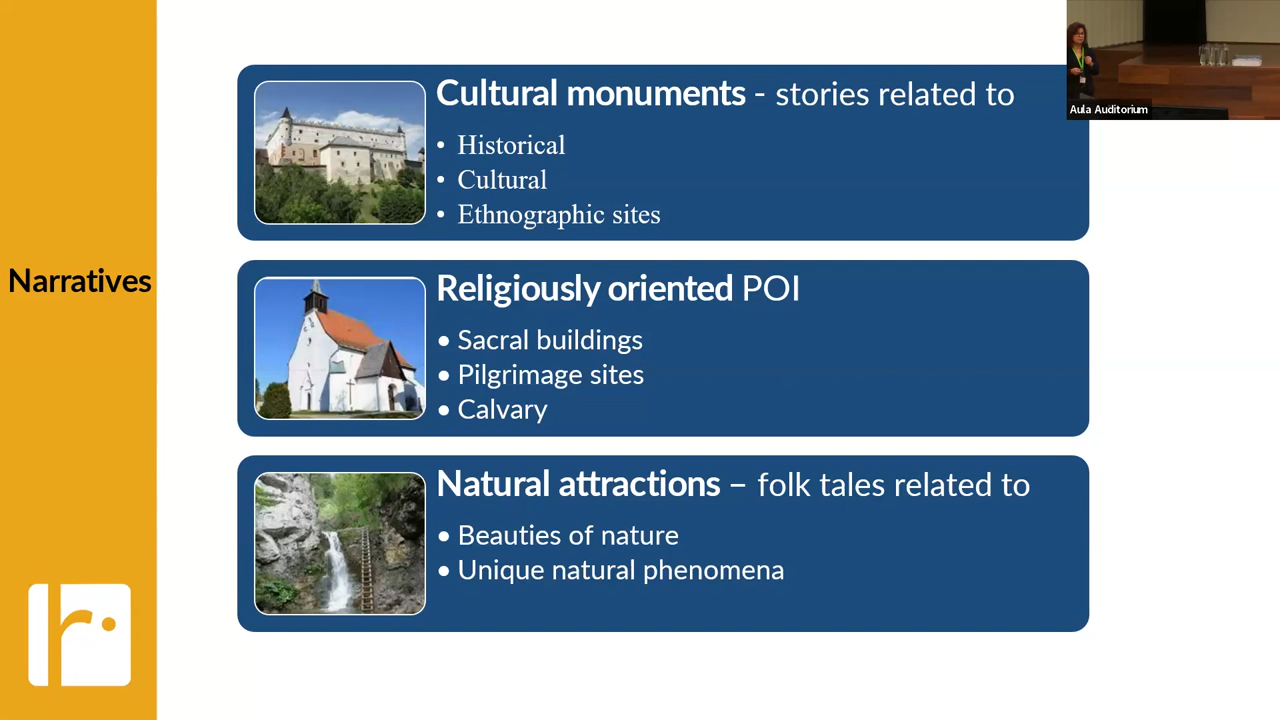 Narratives
Cultural monuments - stories related to
• Historical
• Cultural
• Ethnographic sites
Religiously oriented POI
• Sacral buildings
• Pilgrimage sites
• Calvary
Natural attractions – folk tales related to
• Beauties of nature
• Unique natural phenomena
Aula Auditorium